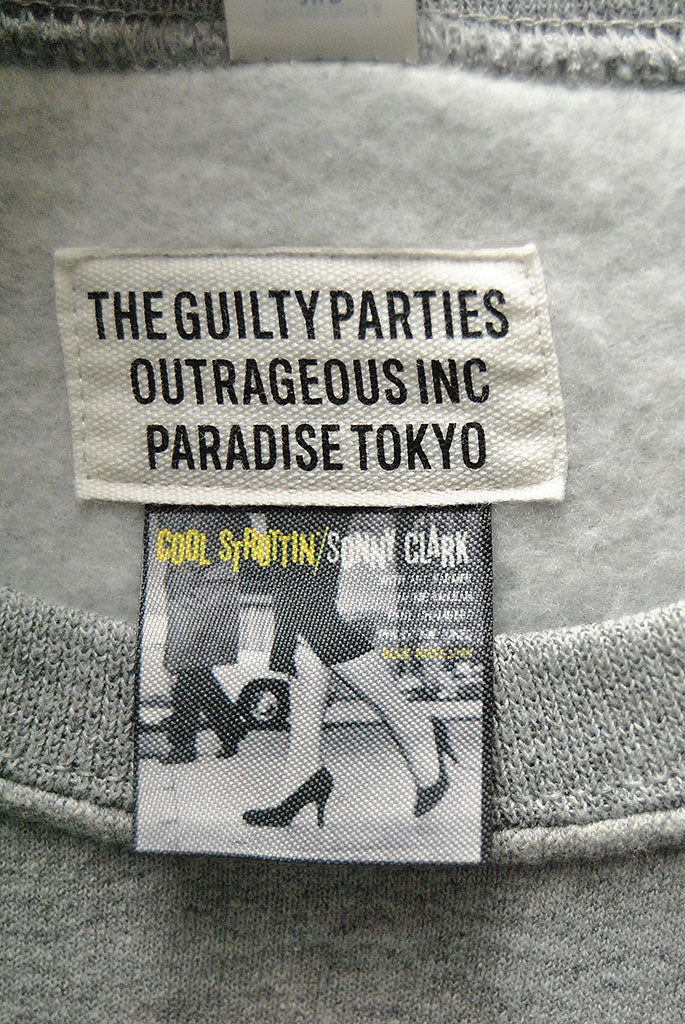 THE GUILTY PARTIES
OUTRAGEOUS INC
PARADISE TOKYO
COOL STRUTTIN'/SONNY CLARK